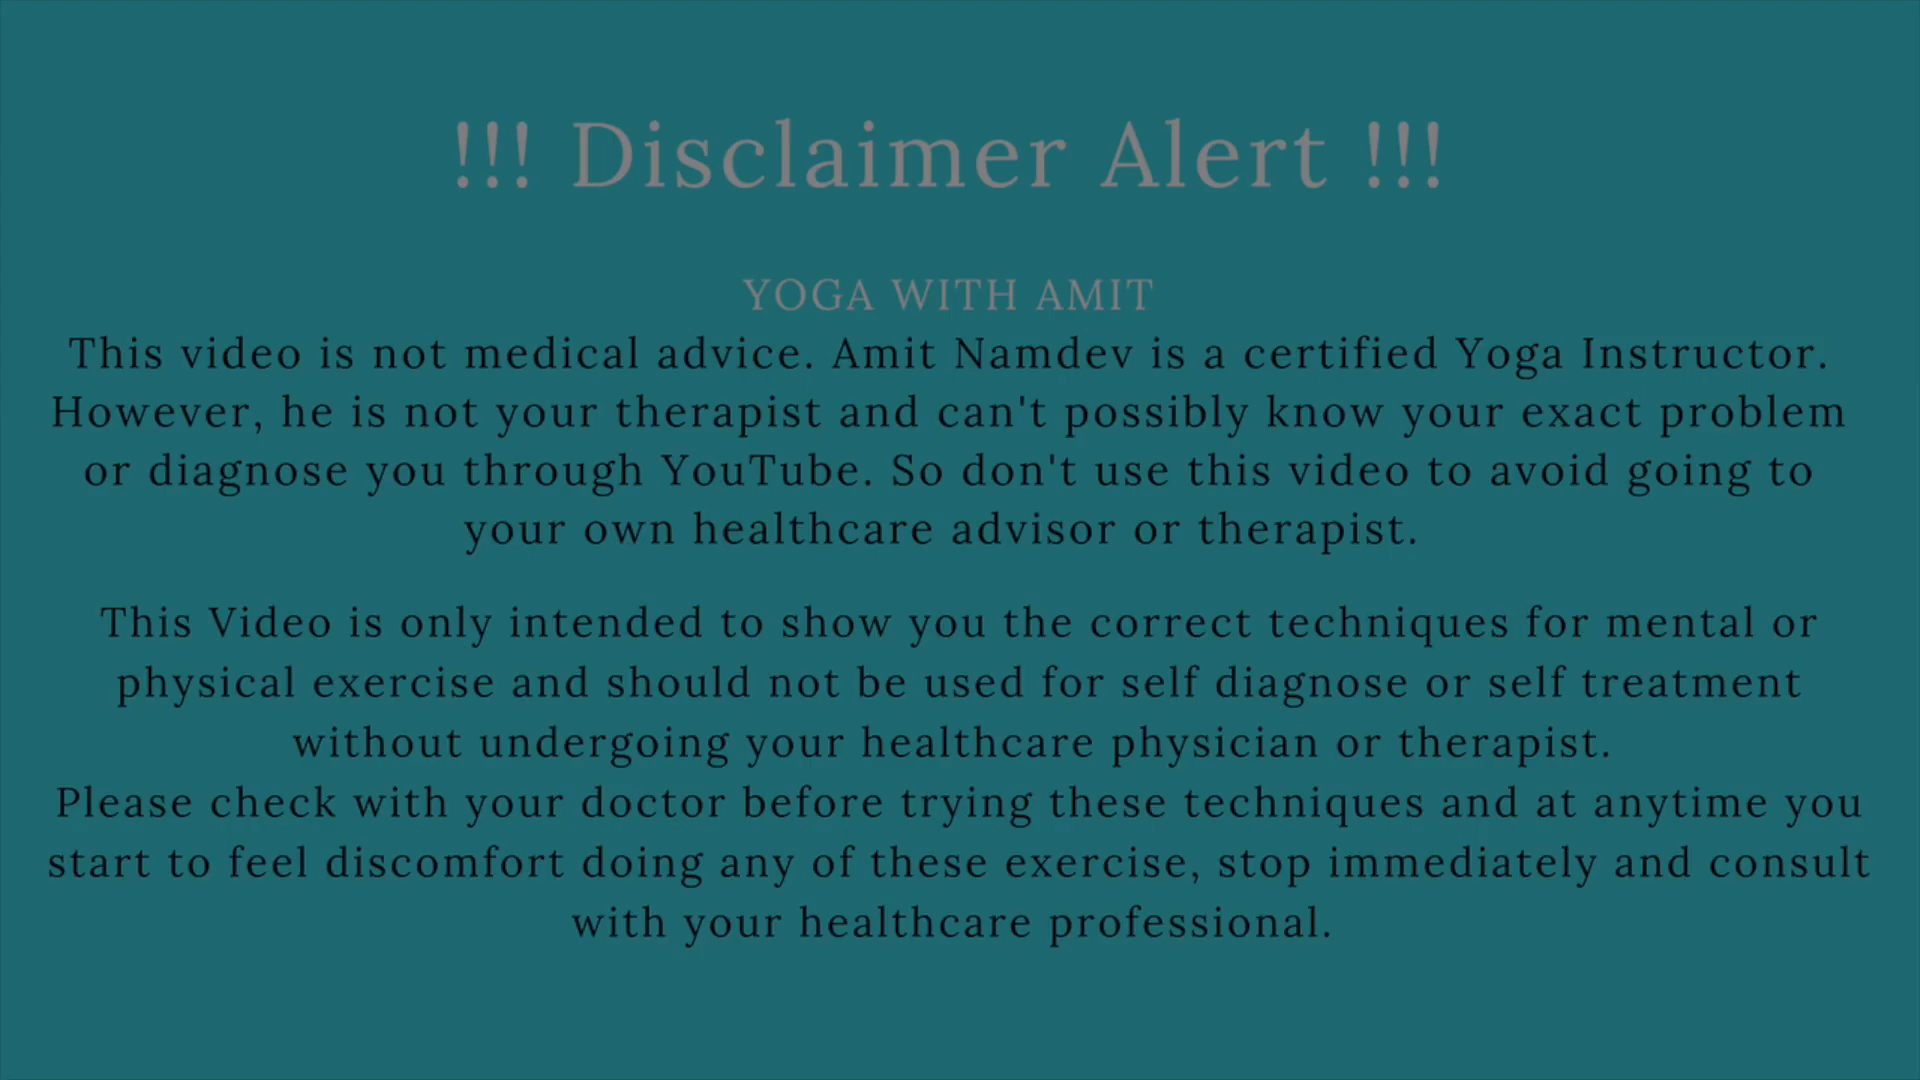 !!! Disclaimer Alert !!!
YOGA WITH AMIT
This video is not medical advice. Amit Namdev is a certified Yoga Instructor.
However, he is not your therapist and can't possibly know your exact problem
or diagnose you through YouTube. So don't use this video to avoid going to
your own healthcare advisor or therapist.
This Video is only intended to show you the correct techniques for mental or
physical exercise and should not be used for self diagnose or self treatment
without undergoing your healthcare physician or therapist.
Please check with your doctor before trying these techniques and at anytime you
start to feel discomfort doing any of these exercise, stop immediately and consult
with your healthcare professional.